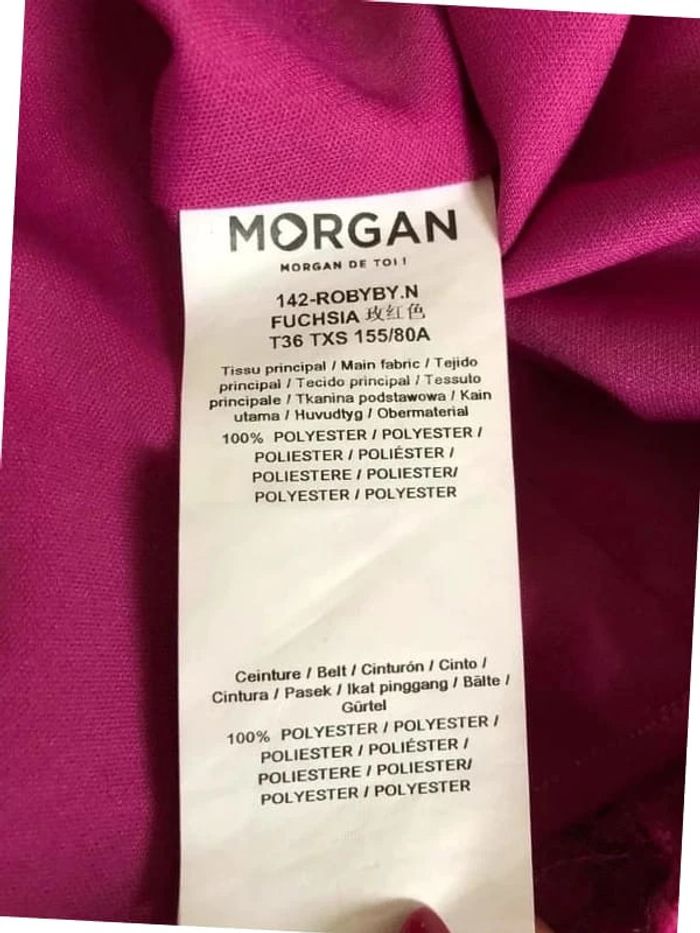 MORGAN
MORGAN DE TOI !
142-ROBYBY.N
FUCHSIA 玫红色
T36 TXS 155/80A
Tissu principal / Main fabric / Tejido
principal / Tecido principal / Tessuto
principale / Tkanina podstawowa / Kain
utama / Huvudtyg / Obermaterial
100% POLYESTER / POLYESTER /
POLIESTER / POLIÉSTER /
POLIESTERE / POLIESTER/
POLYESTER / POLYESTER
Ceinture / Belt / Cinturón / Cinto /
Cintura / Pasek / Ikat pinggang / Bälte /
Gürtel
100% POLYESTER / POLYESTER /
POLIESTER / POLIÉSTER /
POLIESTERE / POLIESTER/
POLYESTER / POLYESTER